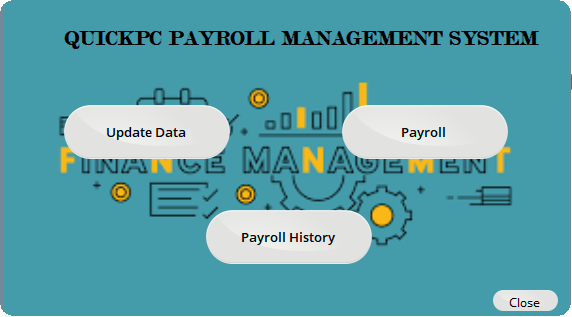 QUICKPC PAYROLL MANAGEMENT SYSTEM
Update Data
Payroll
FINANCE MANAGEMENT
Payroll History
Close